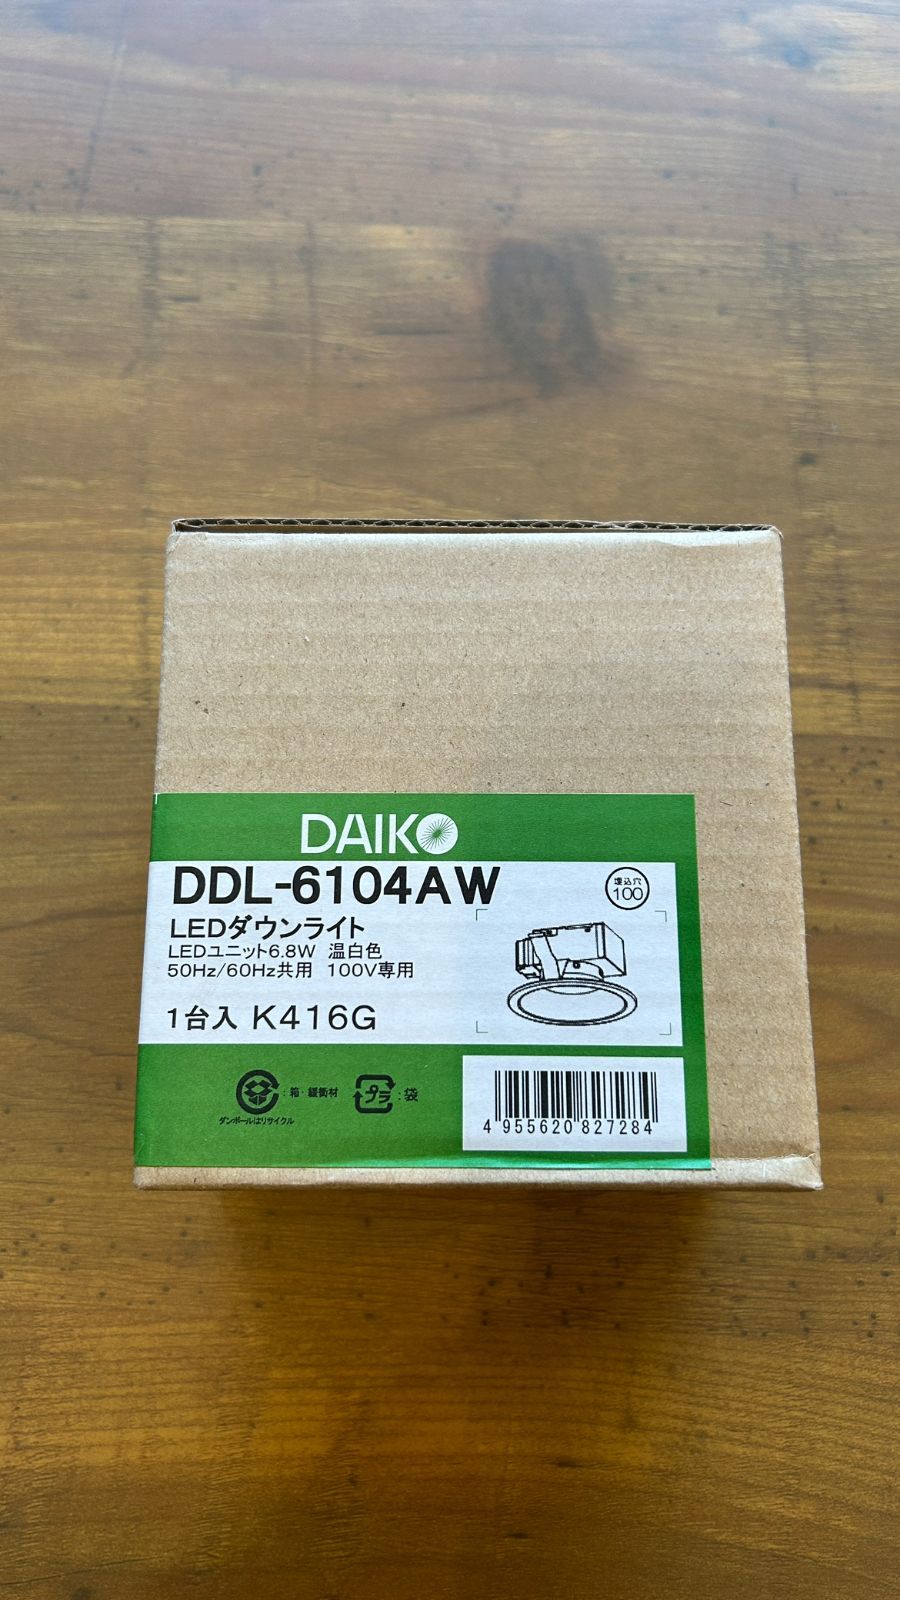 DAIKO
DDL-6104AW
埋込穴
100
LEDダウンライト
LEDユニット6.8W 温白色
50Hz/60Hz共用 100V専用
1台入 K416G
:箱・緩衝材
ダンボールはリサイクル
プラ
:袋
4 955620 827284